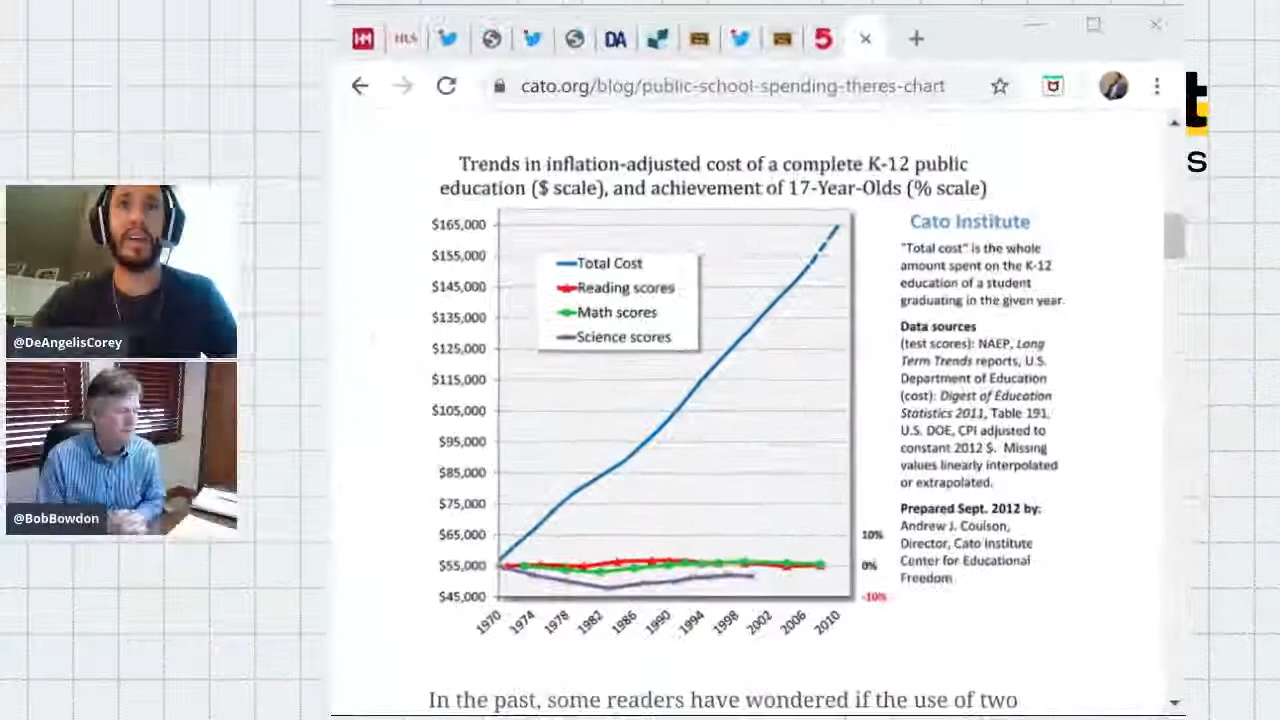 HLS
DA
5
cato.org/blog/public-school-spending-theres-chart
t
s
Trends in inflation-adjusted cost of a complete K-12 public
education ($ scale), and achievement of 17-Year-Olds (% scale)
$165,000
$155,000
$145,000
$135,000
$125,000
$115,000
$105,000
$95,000
$85,000
$75,000
$65,000
$55,000
$45,000
Total Cost
Reading scores
Math scores
Science scores
10%
0%
-10%
1970
1974
1978
1982
1986
1990
1994
1998
2002
2006
2010
Cato Institute
"Total cost" is the whole
amount spent on the K-12
education of a student
graduating in the given year.
Data sources
(test scores): NAEP, Long
Term Trends reports, U.S.
Department of Education
(cost): Digest of Education
Statistics 2011, Table 191,
U.S. DOE, CPI adjusted to
constant 2012 $. Missing
values linearly interpolated
or extrapolated.
Prepared Sept. 2012 by:
Andrew J. Coulson,
Director, Cato Institute
Center for Educational
Freedom
In the past, some readers have wondered if the use of two
@DeAngelisCorey
@BobBowdon